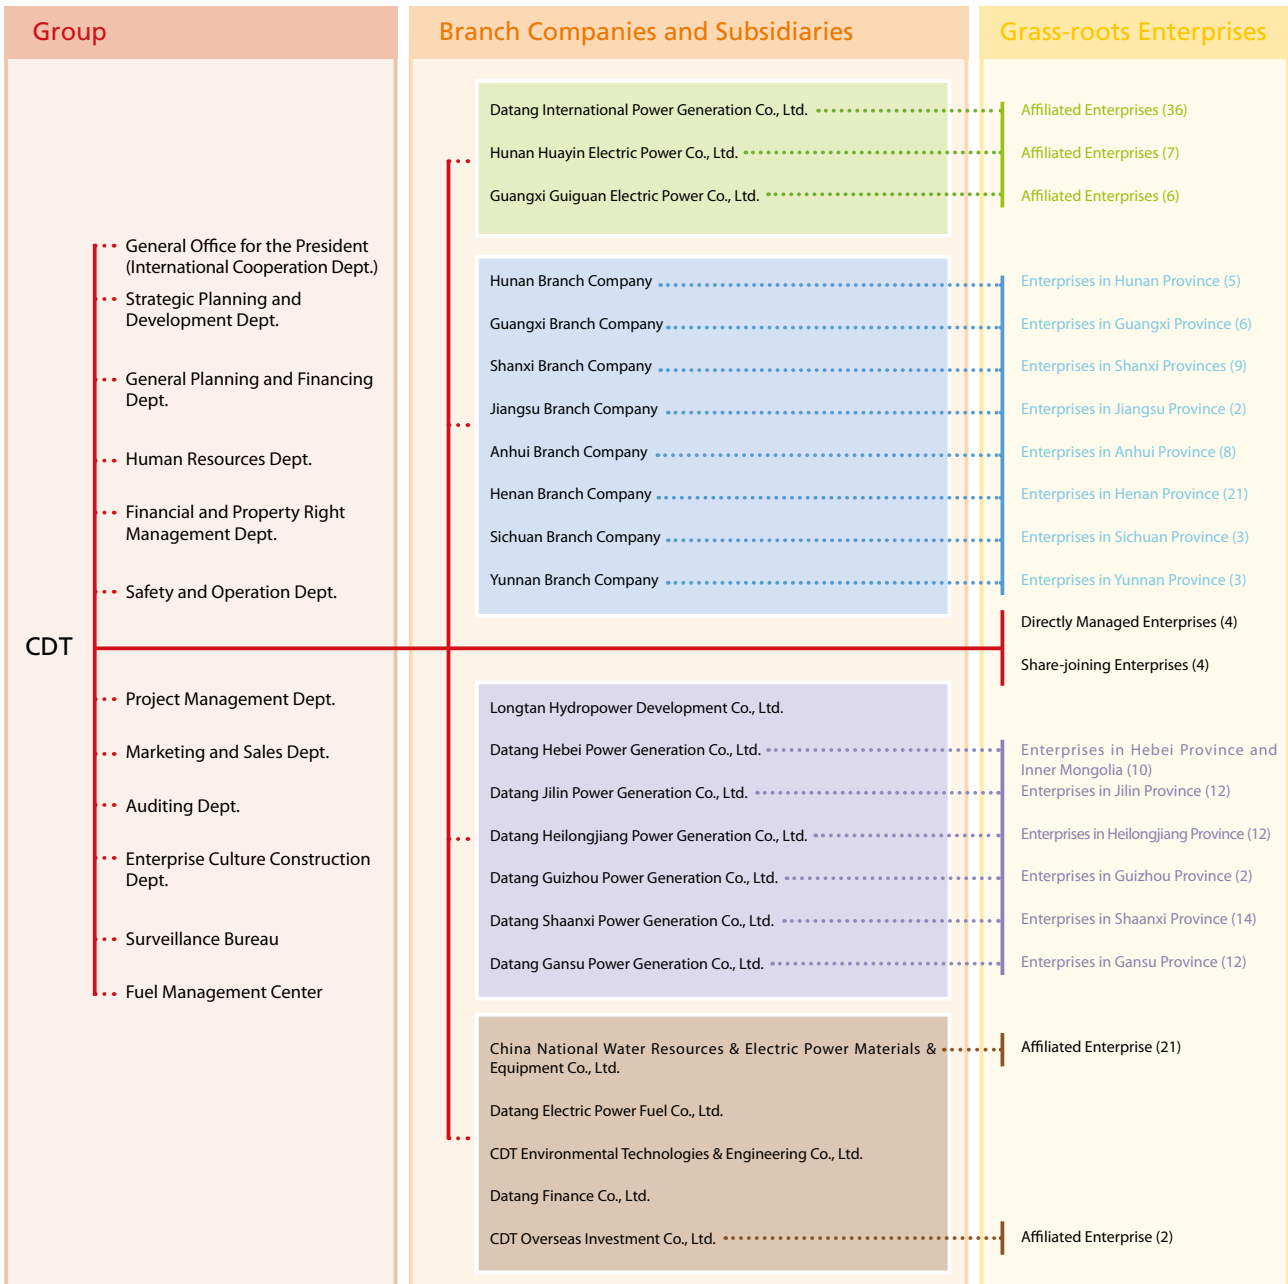 Group
CDT
General Office for the President
(International Cooperation Dept.)
Strategic Planning and
Development Dept.
General Planning and Financing
Dept.
Human Resources Dept.
Financial and Property Right
Management Dept.
Safety and Operation Dept.
Project Management Dept.
Marketing and Sales Dept.
Auditing Dept.
Enterprise Culture Construction
Dept.
Surveillance Bureau
Fuel Management Center
Branch Companies and Subsidiaries
Datang International Power Generation Co., Ltd.
Hunan Huayin Electric Power Co., Ltd.
Guangxi Guiguan Electric Power Co., Ltd.
Hunan Branch Company
Guangxi Branch Company
Shanxi Branch Company
Jiangsu Branch Company
Anhui Branch Company
Henan Branch Company
Sichuan Branch Company
Yunnan Branch Company
Longtan Hydropower Development Co., Ltd.
Datang Hebei Power Generation Co., Ltd.
Datang Jilin Power Generation Co., Ltd.
Datang Heilongjiang Power Generation Co., Ltd.
Datang Guizhou Power Generation Co., Ltd.
Datang Shaanxi Power Generation Co., Ltd.
Datang Gansu Power Generation Co., Ltd.
China National Water Resources & Electric Power Materials &
Equipment Co., Ltd.
Datang Electric Power Fuel Co., Ltd.
CDT Environmental Technologies & Engineering Co., Ltd.
Datang Finance Co., Ltd.
CDT Overseas Investment Co., Ltd.
Grass-roots Enterprises
Affiliated Enterprises (36)
Affiliated Enterprises (7)
Affiliated Enterprises (6)
Enterprises in Hunan Province (5)
Enterprises in Guangxi Province (6)
Enterprises in Shanxi Provinces (9)
Enterprises in Jiangsu Province (2)
Enterprises in Anhui Province (8)
Enterprises in Henan Province (21)
Enterprises in Sichuan Province (3)
Enterprises in Yunnan Province (3)
Directly Managed Enterprises (4)
Share-joining Enterprises (4)
Enterprises in Hebei Province and
Inner Mongolia (10)
Enterprises in Jilin Province (12)
Enterprises in Heilongjiang Province (12)
Enterprises in Guizhou Province (2)
Enterprises in Shaanxi Province (14)
Enterprises in Gansu Province (12)
Affiliated Enterprise (21)
Affiliated Enterprise (2)